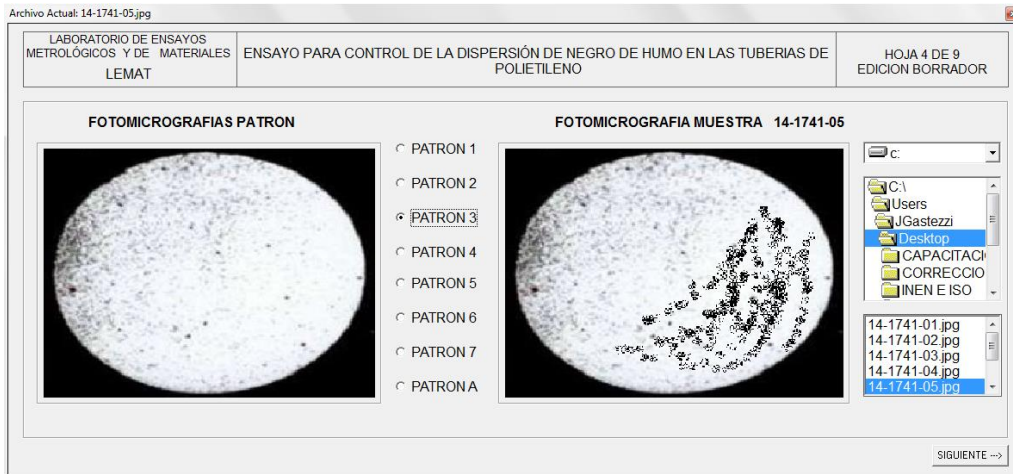 Archivo Actual: 14-1741-05.jpg
LABORATORIO DE ENSAYOS
METROLÓGICOS Y DE MATERIALES
LEMAT
ENSAYO PARA CONTROL DE LA DISPERSIÓN DE NEGRO DE HUMO EN LAS TUBERIAS DE
POLIETILENO
HOJA 4 DE 9
EDICION BORRADOR
FOTOMICROGRAFIAS PATRON
PATRON 1
PATRON 2
PATRON 3
PATRON 4
PATRON 5
PATRON 6
PATRON 7
PATRON A
FOTOMICROGRAFIA MUESTRA 14-1741-05
c:
C:\
Users
JGastezzi
Desktop
CAPACITACI
CORRECCIO
INEN E ISO
14-1741-01.jpg
14-1741-02.jpg
14-1741-03.jpg
14-1741-04.jpg
14-1741-05.jpg
SIGUIENTE --->